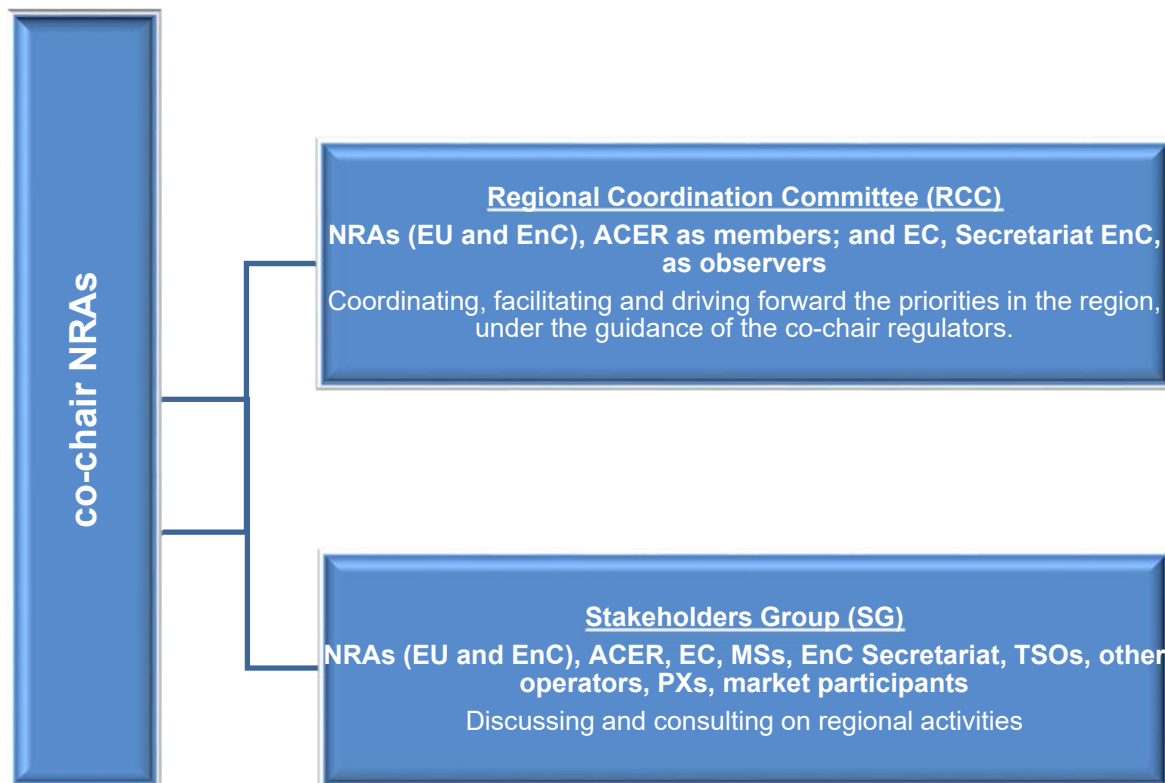 co-chair NRAs
Regional Coordination Committee (RCC)
NRAs (EU and EnC), ACER as members; and EC, Secretariat EnC,
as observers
Coordinating, facilitating and driving forward the priorities in the region,
under the guidance of the co-chair regulators.
Stakeholders Group (SG)
NRAs (EU and EnC), ACER, EC, MSs, EnC Secretariat, TSOs, other
operators, PXs, market participants
Discussing and consulting on regional activities